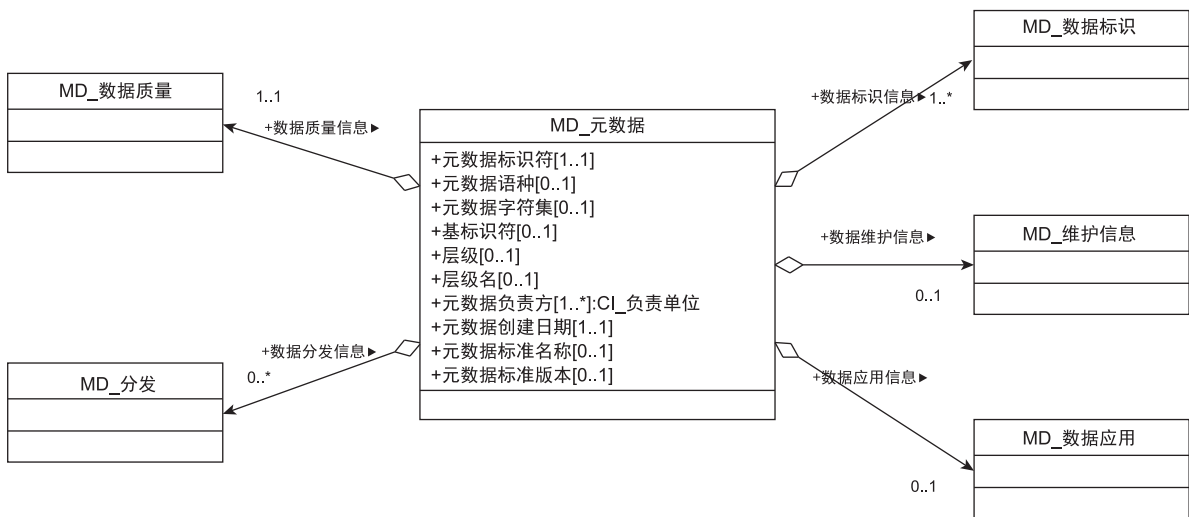 MD_数据标识
MD_数据质量
1..1
+数据质量信息▶
+数据标识信息▶1..*
MD_元数据
+元数据标识符[1..1]
+元数据语种[0..1]
+元数据字符集[0..1]
+基标识符[0..1]
+层级[0..1]
+层级名[0..1]
+元数据负责方[1..*]:CI_负责单位
+元数据创建日期[1..1]
+元数据标准名称[0..1]
+元数据标准版本[0..1]
+数据维护信息▶
MD_维护信息
0..1
+数据分发信息▶
0..*
MD_分发
+数据应用信息▶
MD_数据应用
0..1